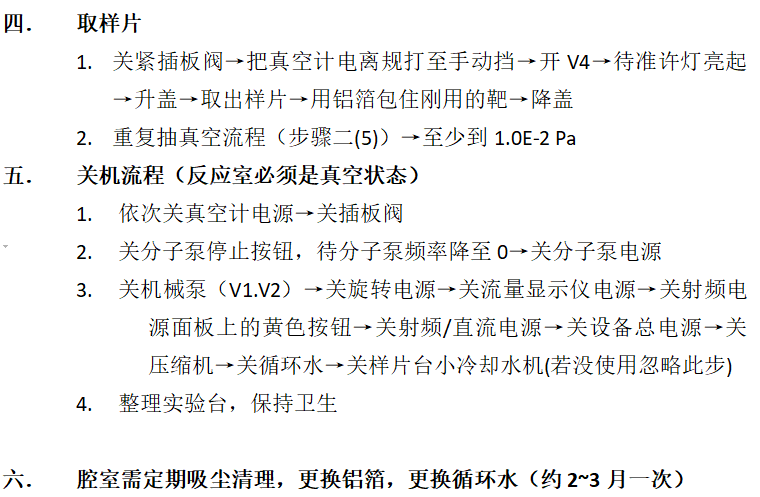 四． 取样片
1. 关紧插板阀→把真空计电离规打至手动挡→开 V4→待准许灯亮起
→升盖→取出样片→用铝箔包住刚用的靶→降盖
2. 重复抽真空流程（步骤二(5)）→至少到 1.0E-2 Pa
五． 关机流程（反应室必须是真空状态）
1. 依次关真空计电源→关插板阀
2. 关分子泵停止按钮，待分子泵频率降至 0→关分子泵电源
3. 关机械泵（V1.V2）→关旋转电源→关流量显示仪电源→关射频电
源面板上的黄色按钮→关射频/直流电源→关设备总电源→关
压缩机→关循环水→关样片台小冷却水机(若没使用忽略此步)
4. 整理实验台，保持卫生
六． 腔室需定期吸尘清理，更换铝箔，更换循环水（约 2~3 月一次）